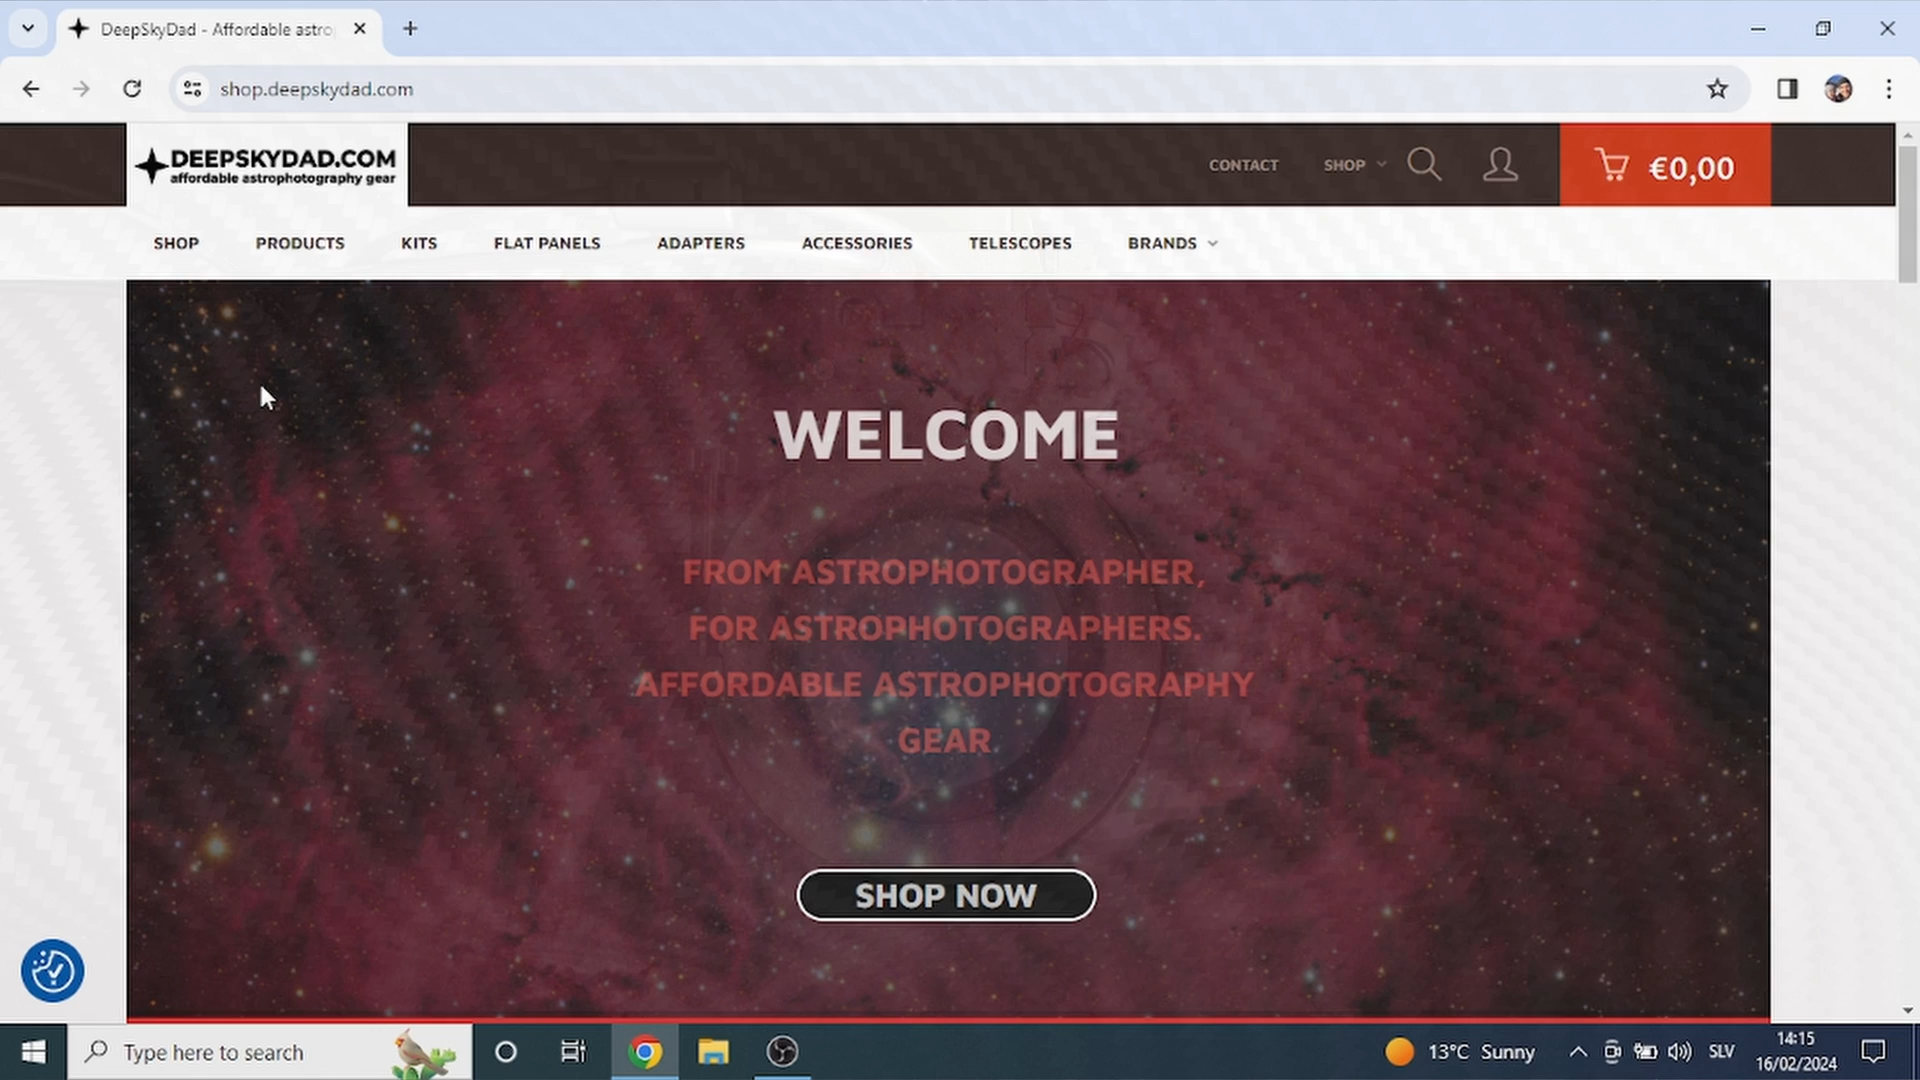 DeepSkyDad - Affordable astro
shop.deepskydad.com
DEEPSKYDAD.COM
affordable astrophotography gear
CONTACT SHOP €0,00
SHOP PRODUCTS KITS FLAT PANELS ADAPTERS ACCESSORIES TELESCOPES BRANDS
WELCOME
FROM ASTROPHOTOGRAPHER,
FOR ASTROPHOTOGRAPHERS.
AFFORDABLE ASTROPHOTOGRAPHY
GEAR
SHOP NOW
Type here to search
13°C Sunny
SLV
14:15
16/02/2024